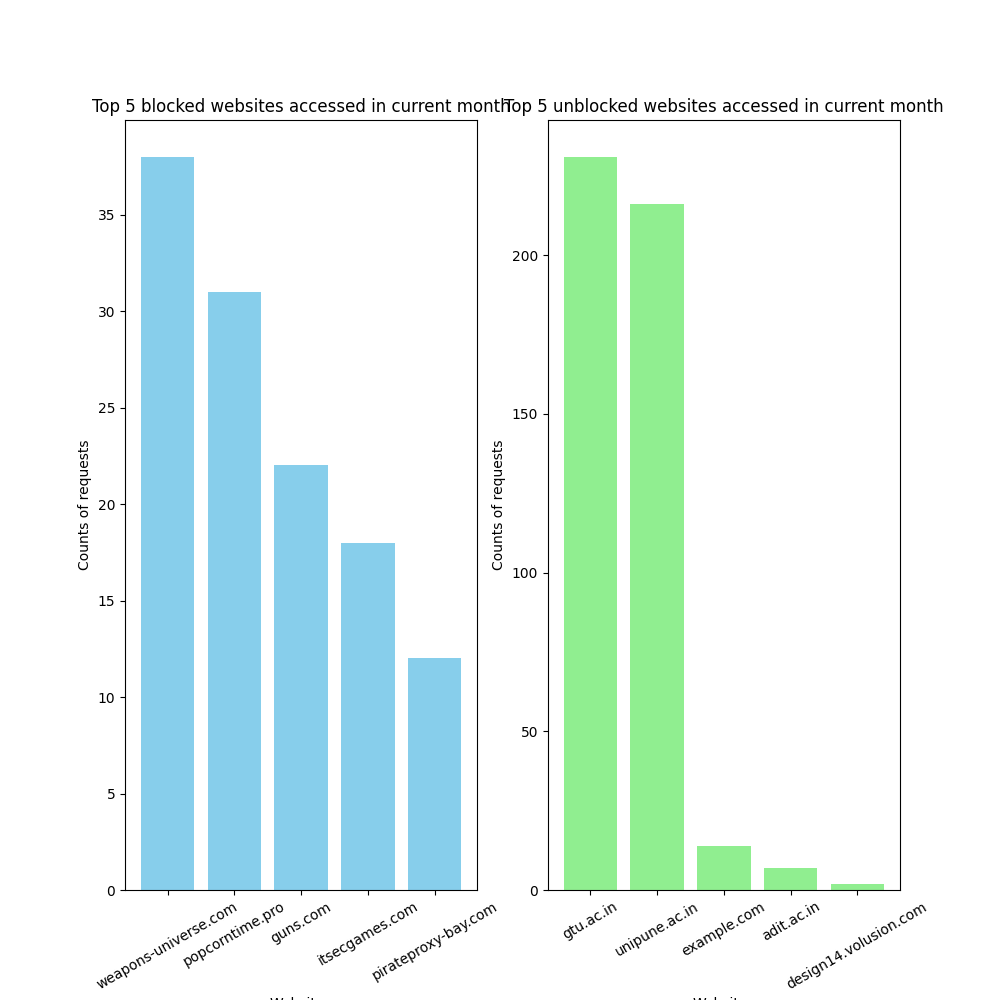 Top 5 blocked websites accessed in current month
Counts of requests
35
30
25
20
15
10
5
0
weapons-universe.com
popcorntime.pro
guns.com
itsecgames.com
pirateproxy-bay.com
Top 5 unblocked websites accessed in current month
Counts of requests
200
150
100
50
0
gtu.ac.in
unipune.ac.in
example.com
adit.ac.in
design14.volusion.com